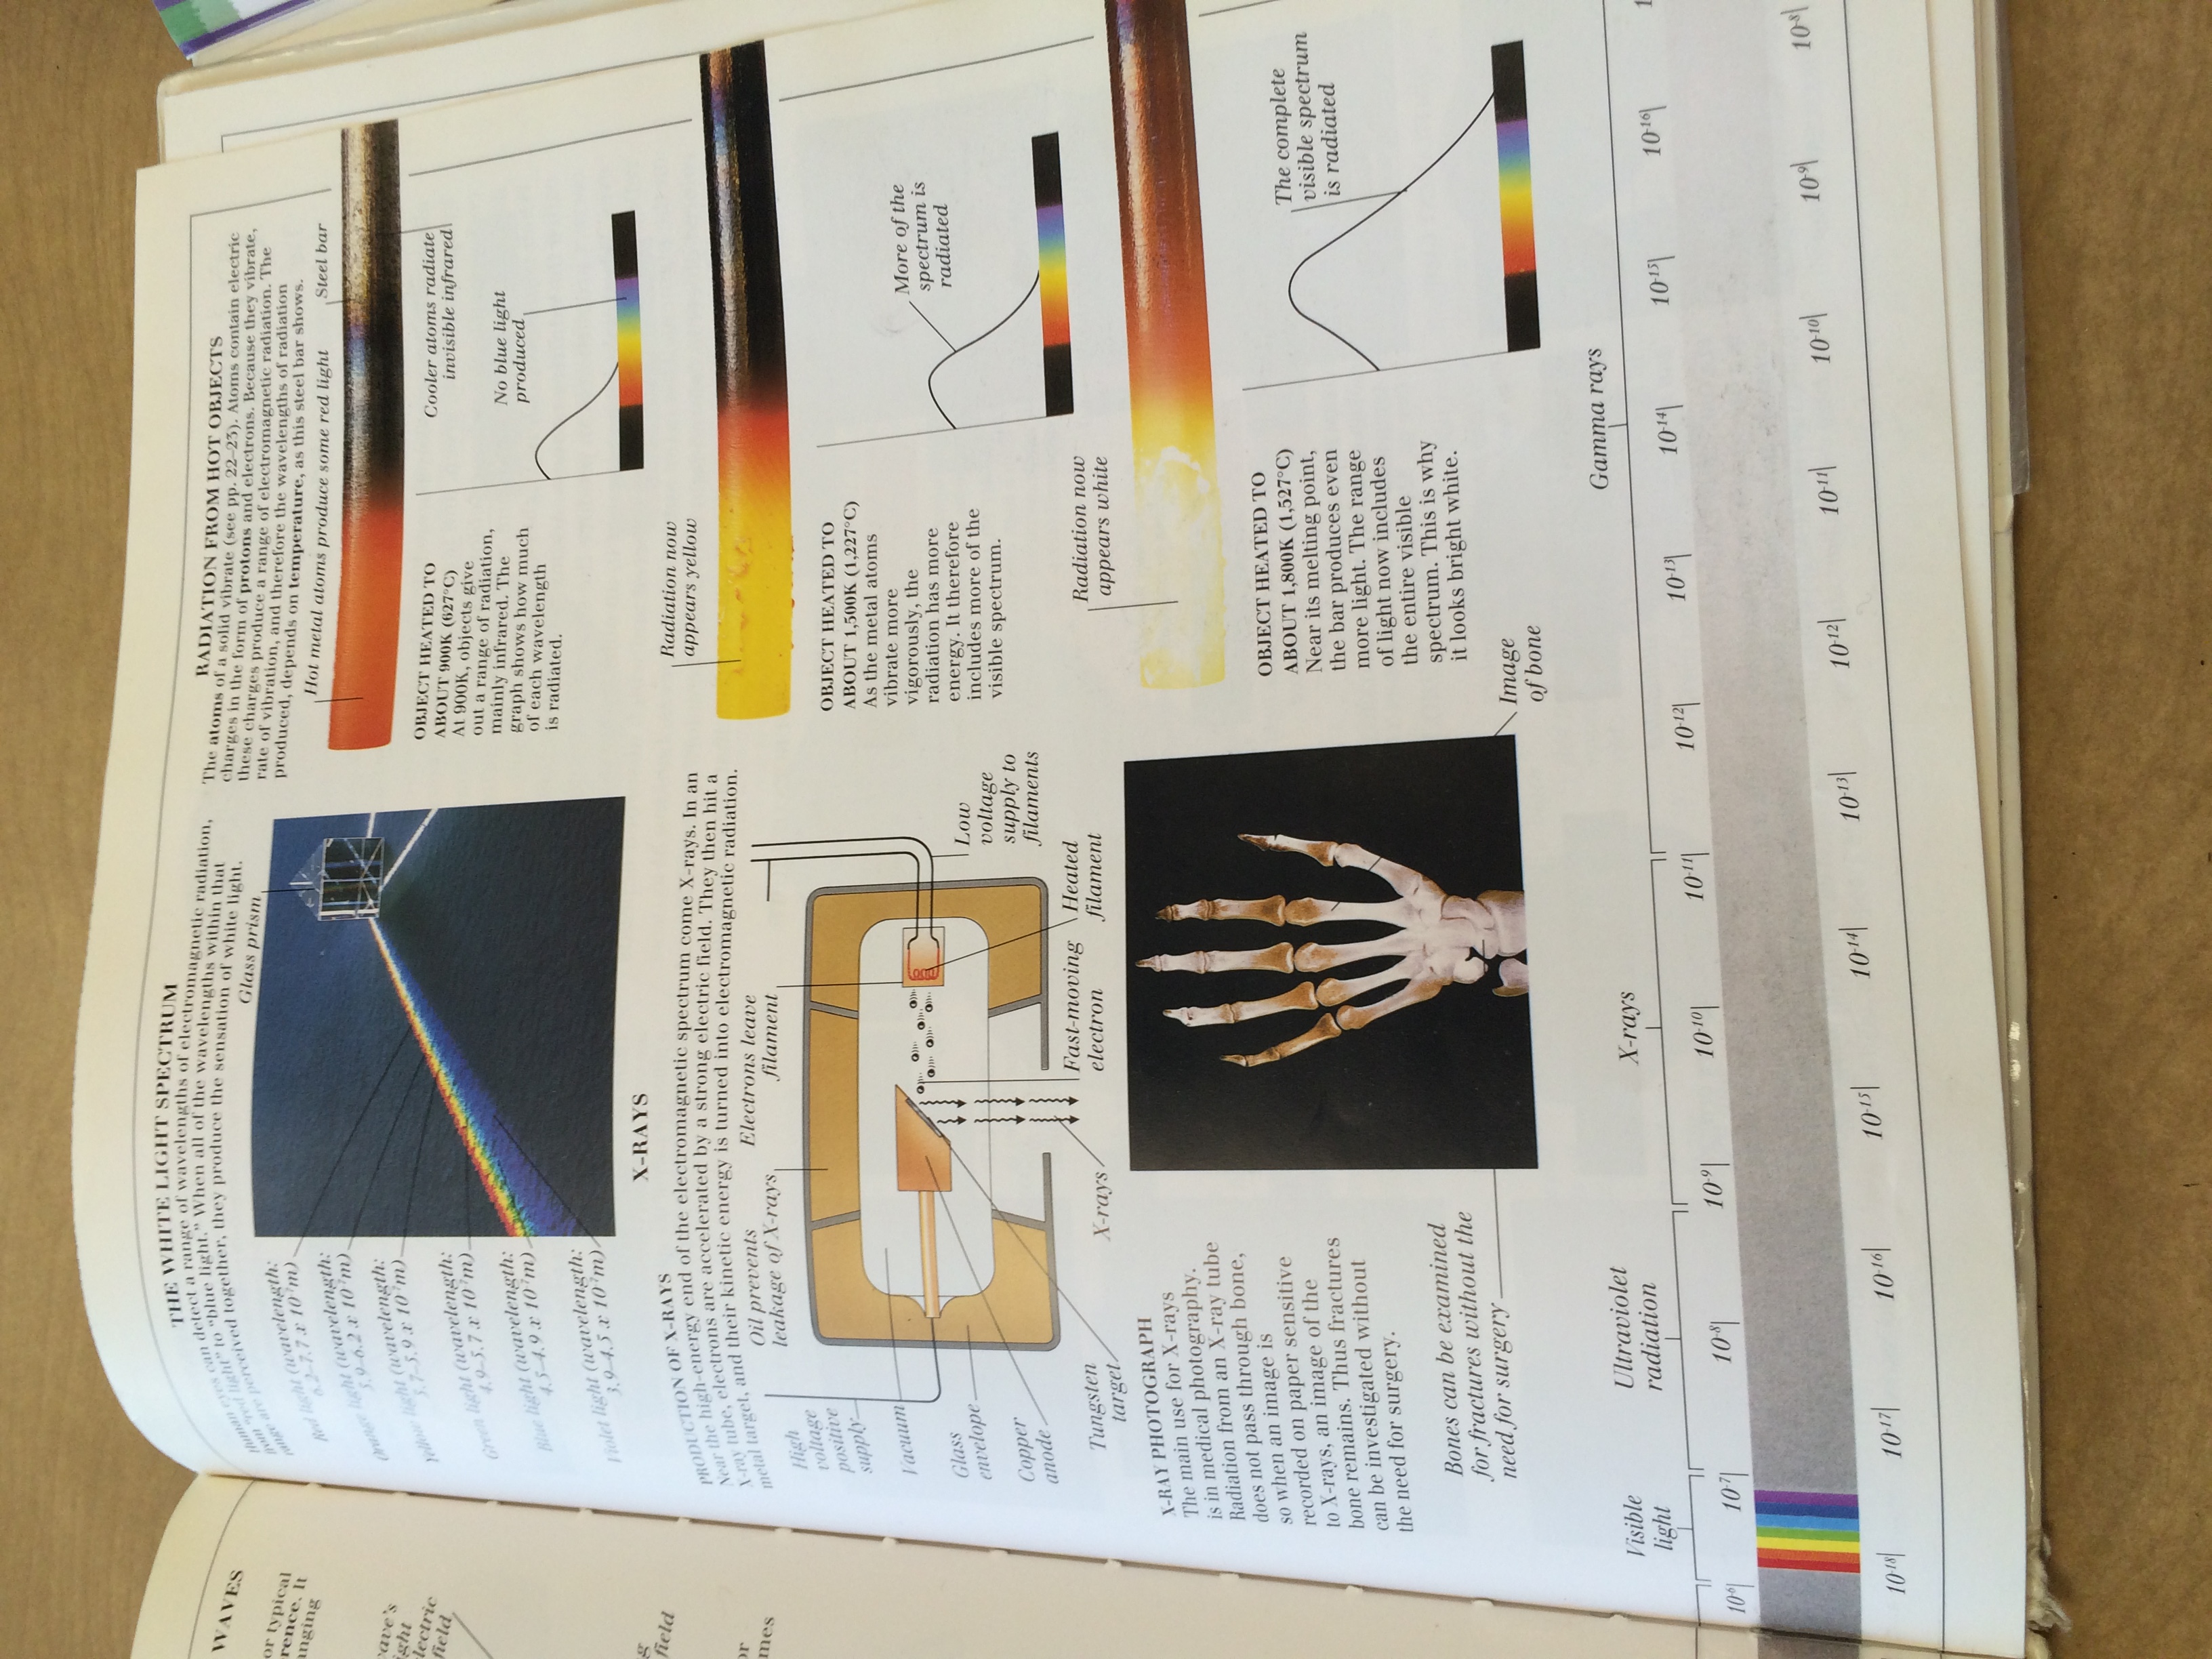 WAVES
or typical
rence. It
anging
ave's
ight
lectric
field
field
or
mes
THE WHITE LIGHT SPECTRUM
Human eyes can detect a range of wavelengths of electromagnetic radiation,
from "red light" to "blue light." When all of the wavelengths within that
range are perceived together, they produce the sensation of white light.
Glass prism
Red light (wavelength:
6.2–7.7 x 10-7m)
Orange light (wavelength:
5.9–6.2 x 10-7m)
Yellow light (wavelength:
5.7–5.9 x 10-7m)
Green light (wavelength:
4.9–5.7 x 10-7m)
Blue light (wavelength:
4.5–4.9 x 10-7m)
Violet light (wavelength:
3.9–4.5 x 10-7m)
RADIATION FROM HOT OBJECTS
The atoms of a solid vibrate (see pp. 22–23). Atoms contain electric
charges in the form of protons and electrons. Because they vibrate,
these charges produce a range of electromagnetic radiation. The
rate of vibration, and therefore the wavelengths of radiation
produced, depends on temperature, as this steel bar shows.
Hot metal atoms produce some red light
Steel bar
OBJECT HEATED TO
ABOUT 900K (627°C)
At 900K, objects give
out a range of radiation,
mainly infrared. The
graph shows how much
of each wavelength
is radiated.
Cooler atoms radiate
invisible infrared
No blue light
produced
Radiation now
appears yellow
OBJECT HEATED TO
ABOUT 1,500K (1,227°C)
As the metal atoms
vibrate more
vigorously, the
radiation has more
energy. It therefore
includes more of the
visible spectrum.
More of the
spectrum is
radiated
Radiation now
appears white
OBJECT HEATED TO
ABOUT 1,800K (1,527°C)
Near its melting point,
the bar produces even
more light. The range
of light now includes
the entire visible
spectrum. This is why
it looks bright white.
The complete
visible spectrum
is radiated
X-RAYS
PRODUCTION OF X-RAYS
Near the high-energy end of the electromagnetic spectrum come X-rays. In an
X-ray tube, electrons are accelerated by a strong electric field. They then hit a
metal target, and their kinetic energy is turned into electromagnetic radiation.
Oil prevents
leakage of X-rays
Electrons leave
filament
High
voltage
positive
supply
Vacuum
Glass
envelope
Copper
anode
Tungsten
target
X-rays
Fast-moving
electron
Heated
filament
Low
voltage
supply to
filaments
X-RAY PHOTOGRAPH
The main use for X-rays
is in medical photography.
Radiation from an X-ray tube
does not pass through bone,
so when an image is
recorded on paper sensitive
to X-rays, an image of the
bone remains. Thus fractures
can be investigated without
the need for surgery.
Bones can be examined
for fractures without the
need for surgery
Image
of bone
Visible
light
Ultraviolet
radiation
X-rays
Gamma rays
10-6 10-7 10-8 10-9 10-10 10-11 10-12 10-13 10-14 10-15 10-16 1
10-18 10-17 10-16 10-15 10-14 10-13 10-12 10-11 10-10 10-9 10-8